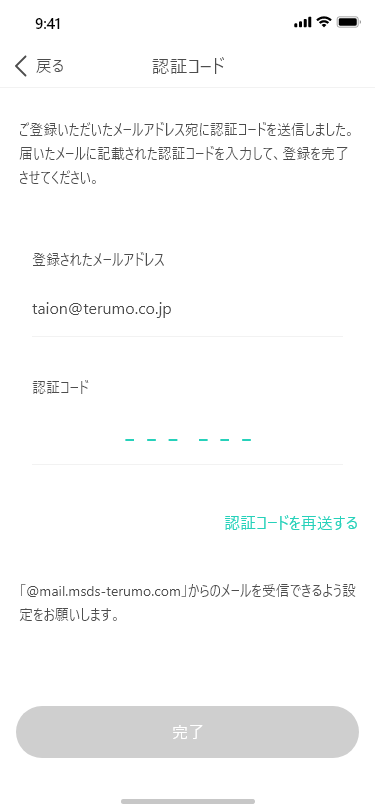 9:41
戻る
認証コード
ご登録いただいたメールアドレス宛に認証コードを送信しました。
届いたメールに記載された認証コードを入力して、登録を完了
させてください。
登録されたメールアドレス
taion@terumo.co.jp
認証コード
認証コードを再送する
「@mail.msds-terumo.com」からのメールを受信できるよう設
定をお願いします。
完了